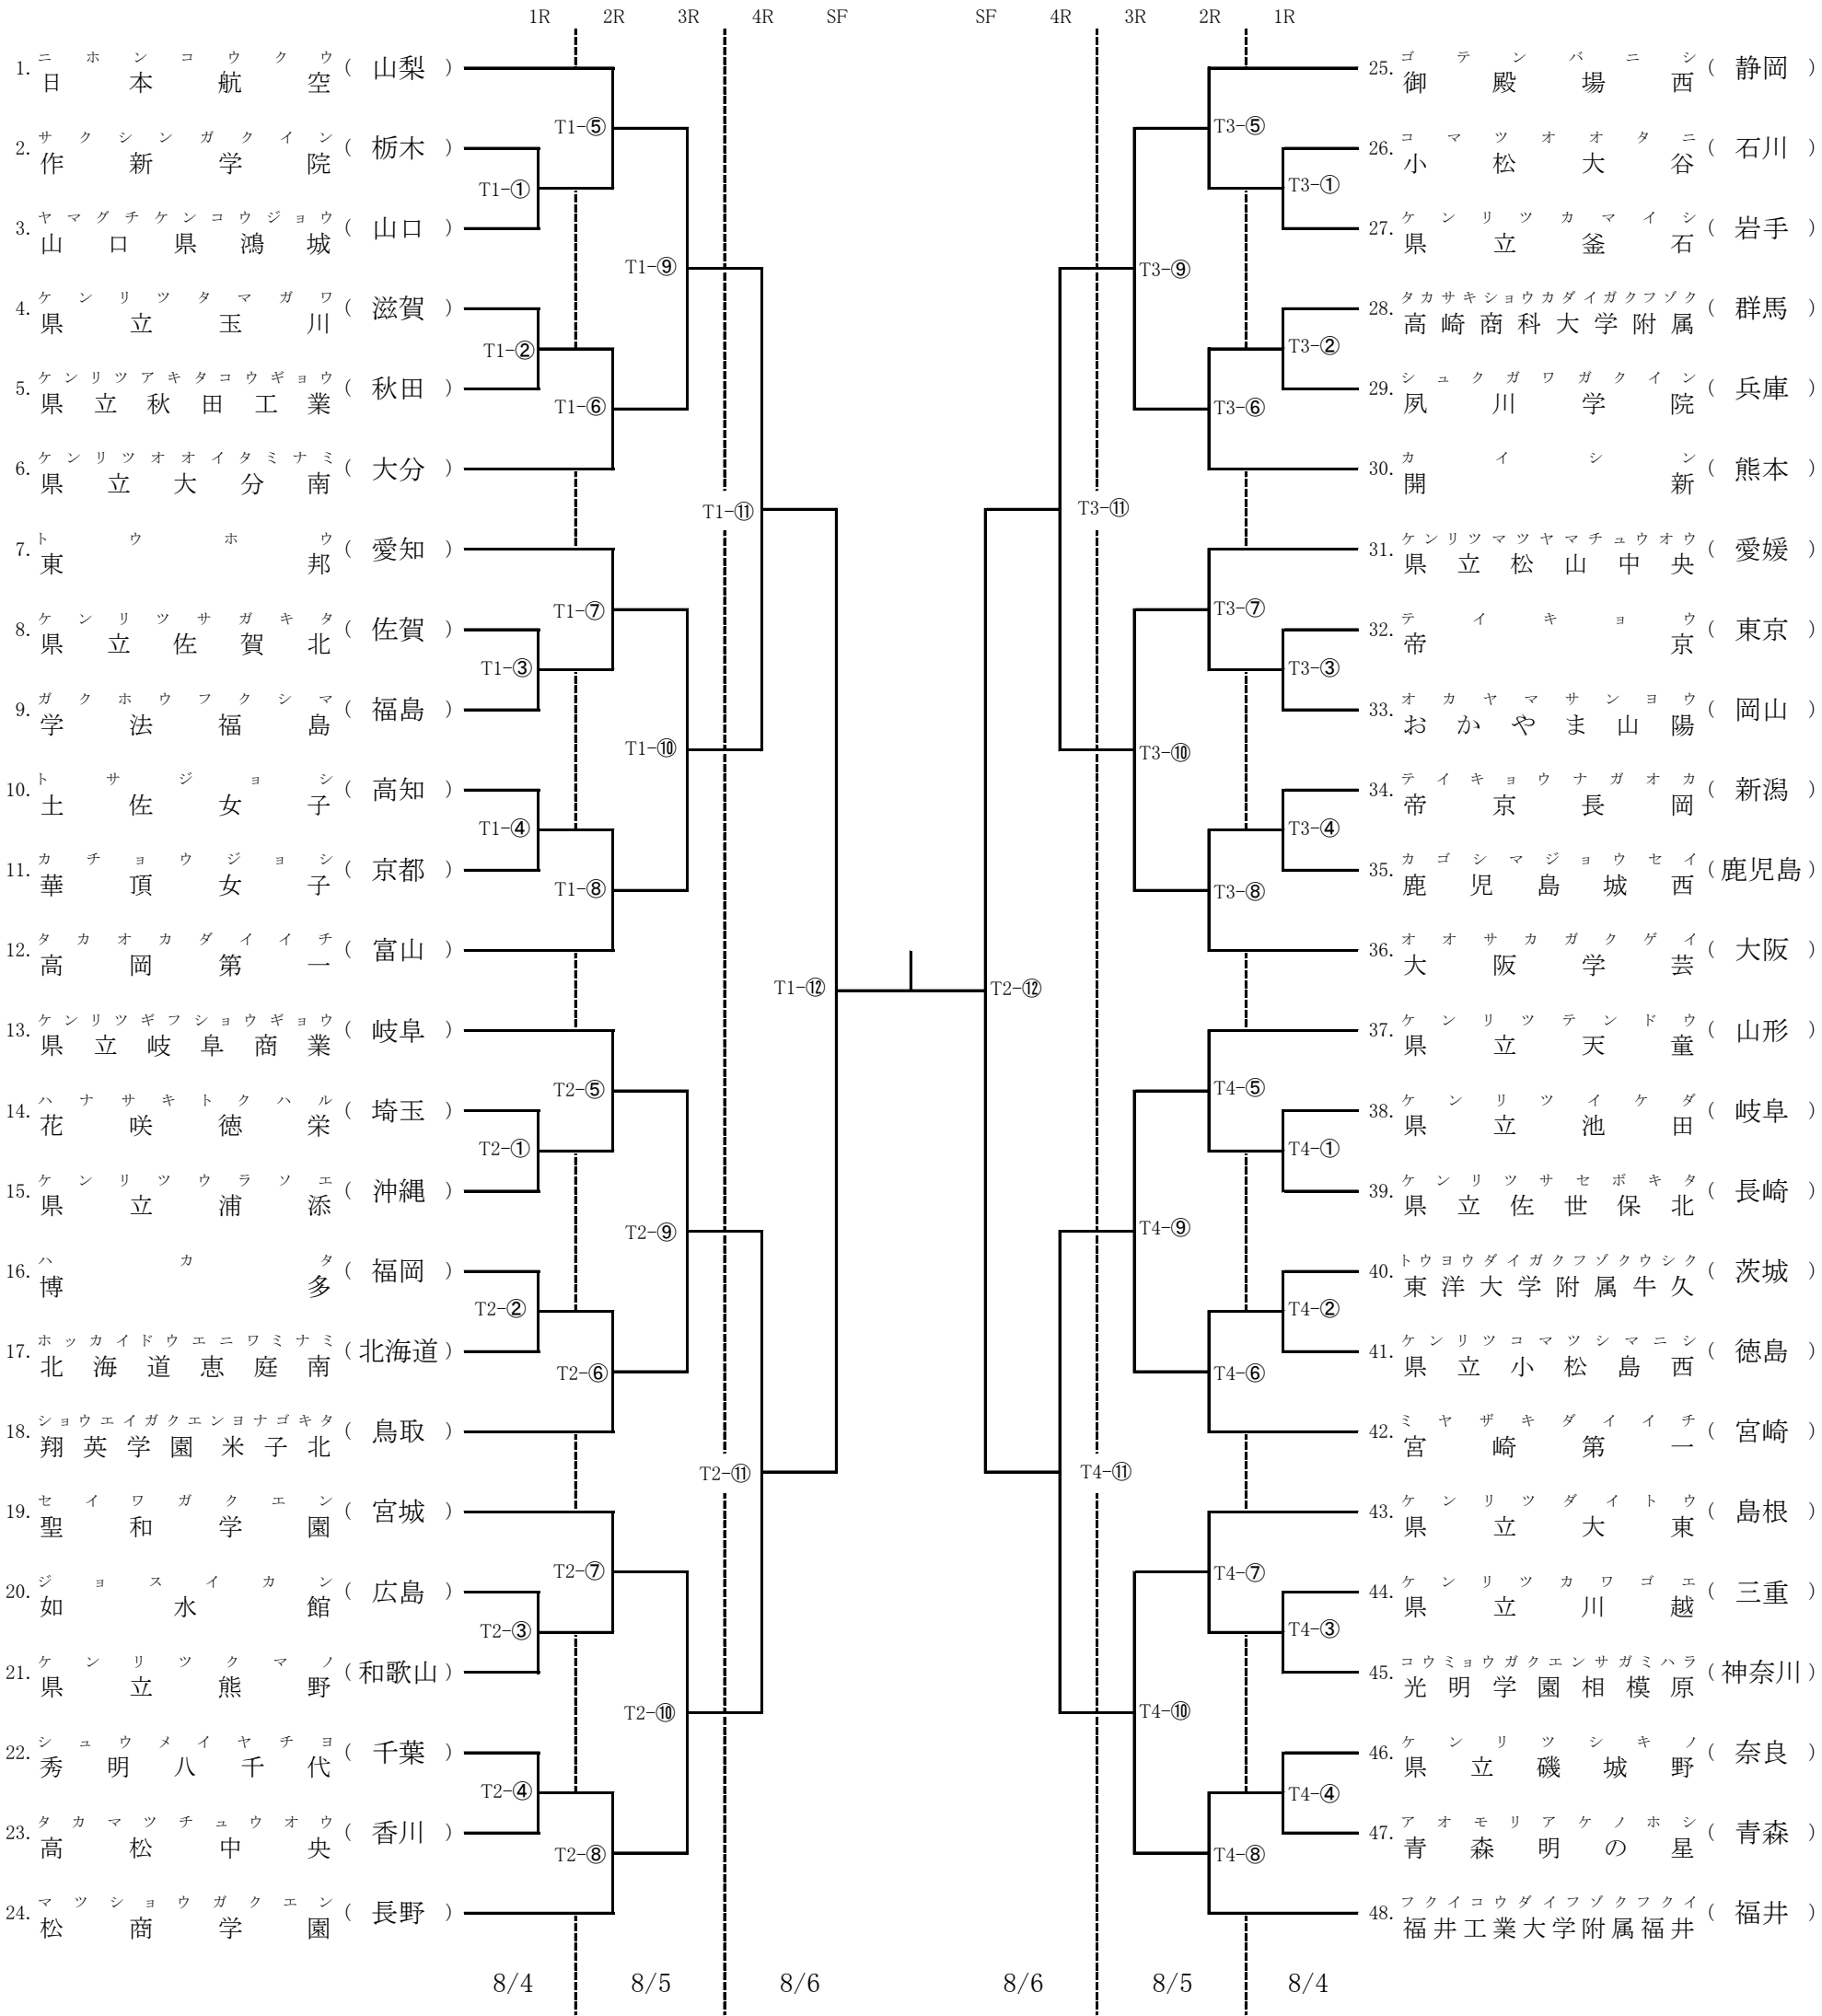 1R 2R 3R 4R SF SF 4R 3R 2R 1R
ニホンコウクウ
1. 日本航空 ( 山梨 )
サクシンガクイン
2. 作新学院 ( 栃木 )
ヤマグチケンコウジョウ
3. 山口県鴻城 ( 山口 )
ケンリツタマガワ
4. 県立玉川 ( 滋賀 )
ケンリツアキタコウギョウ
5. 県立秋田工業 ( 秋田 )
ケンリツオオイタミナミ
6. 県立大分南 ( 大分 )
トウホウ
7. 東邦 ( 愛知 )
ケンリツサガキタ
8. 県立佐賀北 ( 佐賀 )
ガクホウフクシマ
9. 学法福島 ( 福島 )
トサジョシ
10. 土佐女子 ( 高知 )
カチョウジョシ
11. 華頂女子 ( 京都 )
タカオカダイイチ
12. 高岡第一 ( 富山 )
ケンリツギフショウギョウ
13. 県立岐阜商業 ( 岐阜 )
ハナサキトクハル
14. 花咲徳栄 ( 埼玉 )
ケンリツウラソエ
15. 県立浦添 ( 沖縄 )
ハカタ
16. 博多 ( 福岡 )
ホッカイドウエニワミナミ
17. 北海道恵庭南 ( 北海道 )
ショウエイガクエンヨナゴキタ
18. 翔英学園米子北 ( 鳥取 )
セイワガクエン
19. 聖和学園 ( 宮城 )
ジョスイカン
20. 如水館 ( 広島 )
ケンリツクマノ
21. 県立熊野 ( 和歌山 )
シュウメイヤチヨ
22. 秀明八千代 ( 千葉 )
タカマツチュウオウ
23. 高松中央 ( 香川 )
マツショウガクエン
24. 松商学園 ( 長野 )
T1-①
T1-②
T1-③
T1-④
T2-①
T2-②
T2-③
T2-④
T1-⑤
T1-⑥
T1-⑦
T1-⑧
T2-⑤
T2-⑥
T2-⑦
T2-⑧
T1-⑨
T1-⑩
T2-⑨
T2-⑩
T1-⑪
T2-⑪
T1-⑫
T2-⑫
T3-⑪
T4-⑪
T3-⑨
T3-⑩
T4-⑨
T4-⑩
T3-⑤
T3-⑥
T3-⑦
T3-⑧
T4-⑤
T4-⑥
T4-⑦
T4-⑧
T3-①
T3-②
T3-③
T3-④
T4-①
T4-②
T4-③
T4-④
ゴテンバニシ
25. 御殿場西 ( 静岡 )
コマツオオタニ
26. 小松大谷 ( 石川 )
ケンリツカマイシ
27. 県立釜石 ( 岩手 )
タカサキショウカダイガクフゾク
28. 高崎商科大学附属 ( 群馬 )
シュクガワガクイン
29. 夙川学院 ( 兵庫 )
カイシン
30. 開新 ( 熊本 )
ケンリツマツヤマチュウオウ
31. 県立松山中央 ( 愛媛 )
テイキョウ
32. 帝京 ( 東京 )
オカヤマサンヨウ
33. おかやま山陽 ( 岡山 )
テイキョウナガオカ
34. 帝京長岡 ( 新潟 )
カゴシマジョウセイ
35. 鹿児島城西 ( 鹿児島 )
オオサカガクゲイ
36. 大阪学芸 ( 大阪 )
ケンリツテンドウ
37. 県立天童 ( 山形 )
ケンリツイケダ
38. 県立池田 ( 岐阜 )
ケンリツサセボキタ
39. 県立佐世保北 ( 長崎 )
トウヨウダイガクフゾクウシク
40. 東洋大学附属牛久 ( 茨城 )
ケンリツコマツシマニシ
41. 県立小松島西 ( 徳島 )
ミヤザキダイイチ
42. 宮崎第一 ( 宮崎 )
ケンリツダイトウ
43. 県立大東 ( 島根 )
ケンリツカワゴエ
44. 県立川越 ( 三重 )
コウミョウガクエンサガミハラ
45. 光明学園相模原 ( 神奈川 )
ケンリツシキノ
46. 県立磯城野 ( 奈良 )
アオモリアケノホシ
47. 青森明の星 ( 青森 )
フクイコウダイフゾクフクイ
48. 福井工業大学附属福井 ( 福井 )
8/4 8/5 8/6 8/6 8/5 8/4